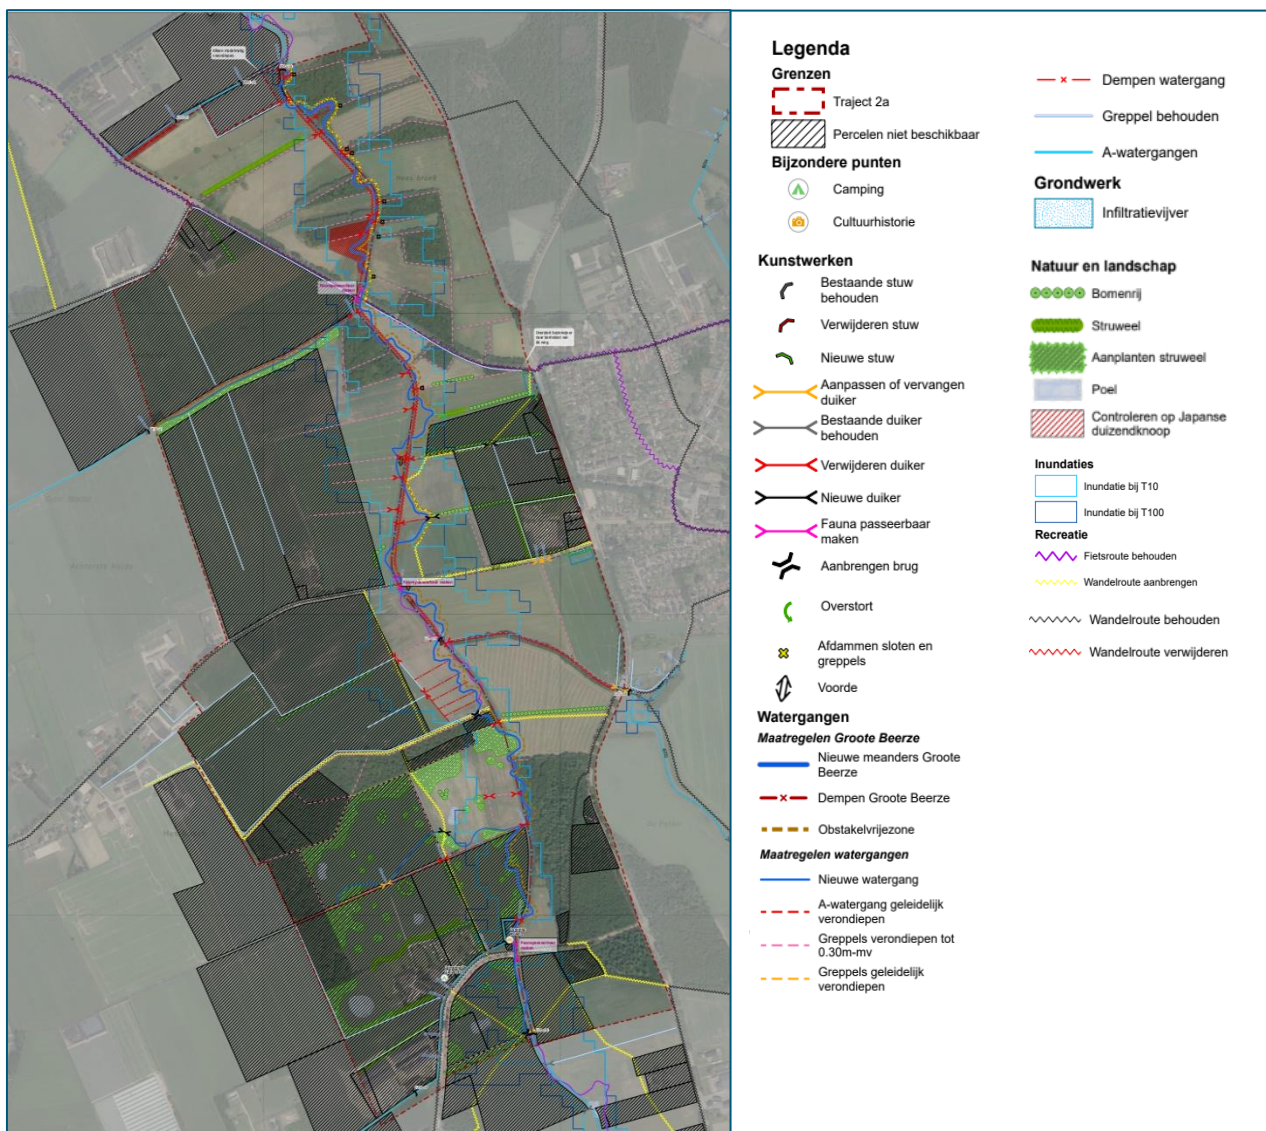 Legenda
Grenzen
Traject 2a
Percelen niet beschikbaar
Bijzondere punten
Camping
Cultuurhistorie
Kunstwerken
Bestaande stuw
behouden
Verwijderen stuw
Nieuwe stuw
Aanpassen of vervangen
duiker
Bestaande duiker
behouden
Verwijderen duiker
Nieuwe duiker
Fauna passeerbaar
maken
Aanbrengen brug
Overstort
Afdammen sloten en
greppels
Voorde
Watergangen
Maatregelen Groote Beerze
Nieuwe meanders Groote
Beerze
Dempen Groote Beerze
Obstakelvrijezone
Maatregelen watergangen
Nieuwe watergang
A-watergang geleidelijk
verondiepen
Greppels verondiepen tot
0.30m-mv
Greppels geleidelijk
verondiepen
Dempen watergang
Greppel behouden
A-watergangen
Grondwerk
Infiltratievijver
Natuur en landschap
Bomenrij
Struweel
Aanplanten struweel
Poel
Controleren op Japanse
duizendknoop
Inundaties
Inundatie bij T10
Inundatie bij T100
Recreatie
Fietsroute behouden
Wandelroute aanbrengen
Wandelroute behouden
Wandelroute verwijderen